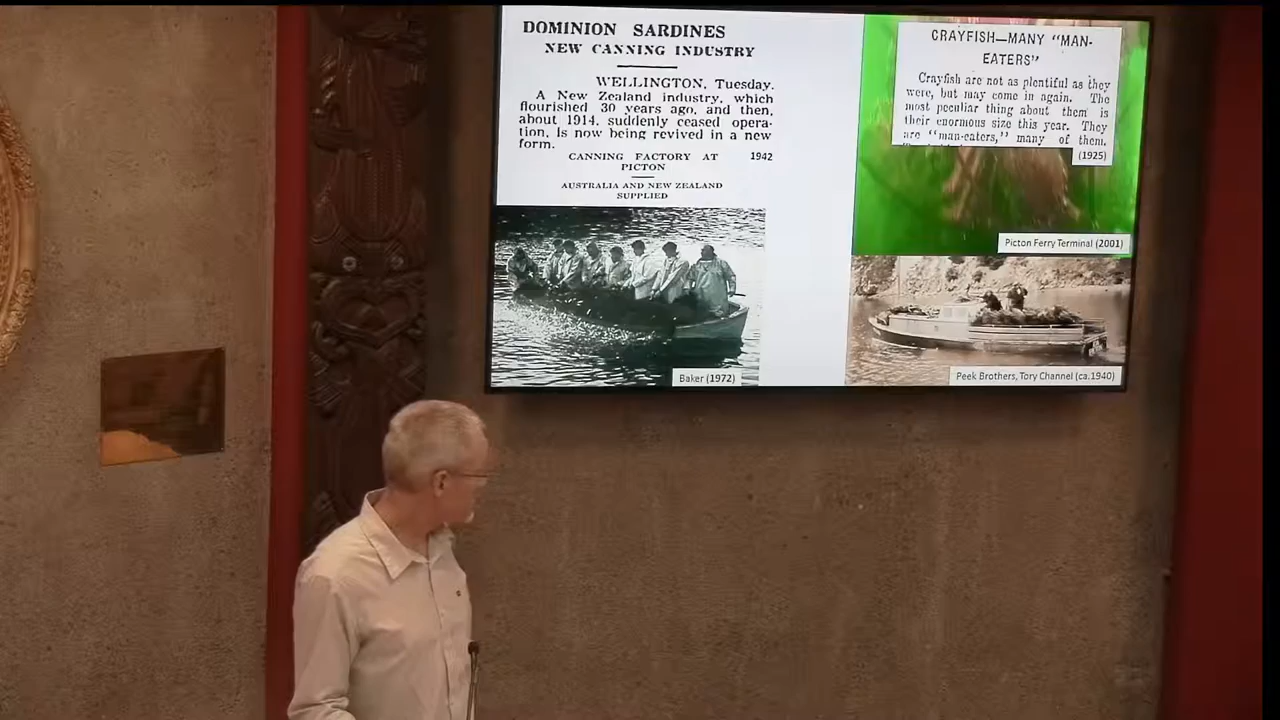 DOMINION SARDINES
NEW CANNING INDUSTRY
WELLINGTON, Tuesday.
A New Zealand industry, which
flourished 30 years ago, and then,
about 1914, suddenly ceased opera-
tion, is now being revived in a new
form.
CANNING FACTORY AT
PICTON
1942
AUSTRALIA AND NEW ZEALAND
SUPPLIED
Baker (1972)
CRAYFISH—MANY "MAN-
EATERS"
Crayfish are not as plentiful as they
were, but may come in again. The
most peculiar thing about them is
their enormous size this year. They
are "man-eaters," many of them.
(1925)
Picton Ferry Terminal (2001)
Peek Brothers, Tory Channel (ca.1940)